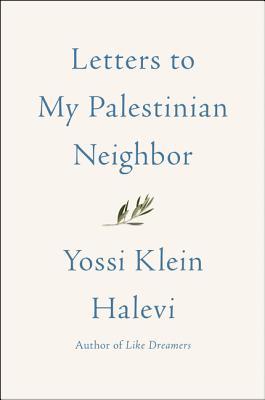 Letters to
My Palestinian
Neighbor
Yossi Klein
Halevi
Author of Like Dreamers